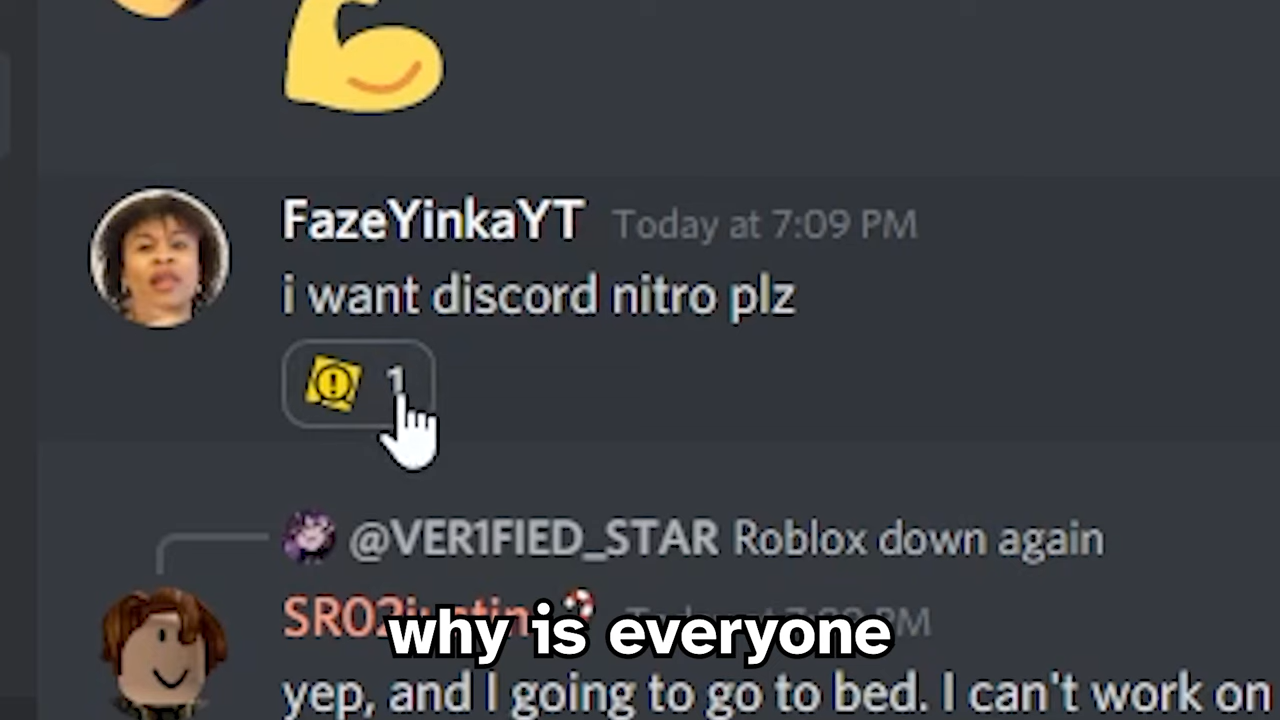 FazeYinkaYT Today at 7:09 PM
i want discord nitro plz
1
@VER1FIED_STAR Roblox down again
PM
why is everyone
yep, and I going to go to bed. I can't work on